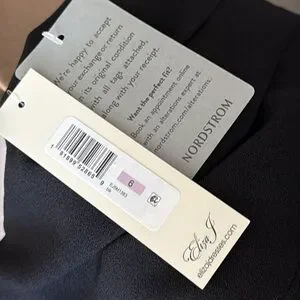 We're happy to accept
your exchange or return
in its original condition
with all tags attached,
along with your receipt.
Want the perfect fit?
Book an appointment online
with an alterations expert at
nordstrom.com/alterations.
NORDSTROM
6
Eliza J
elizajdresses.com